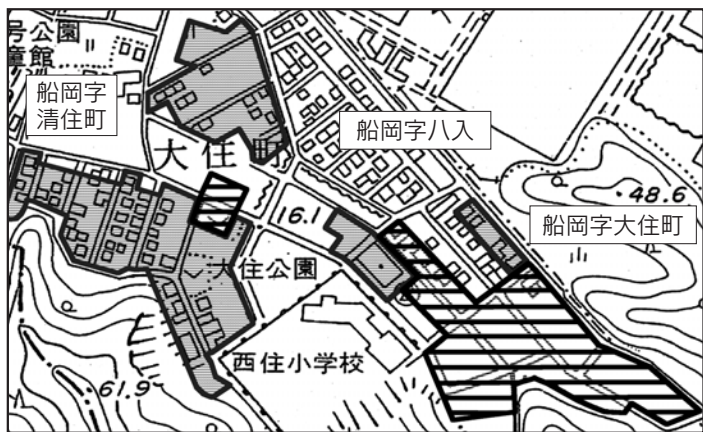 号公園
童館
船岡字
清住町
大住町
船岡字八入
48.6
船岡字大住町
16.1
大住公園
西住小学校
61.9